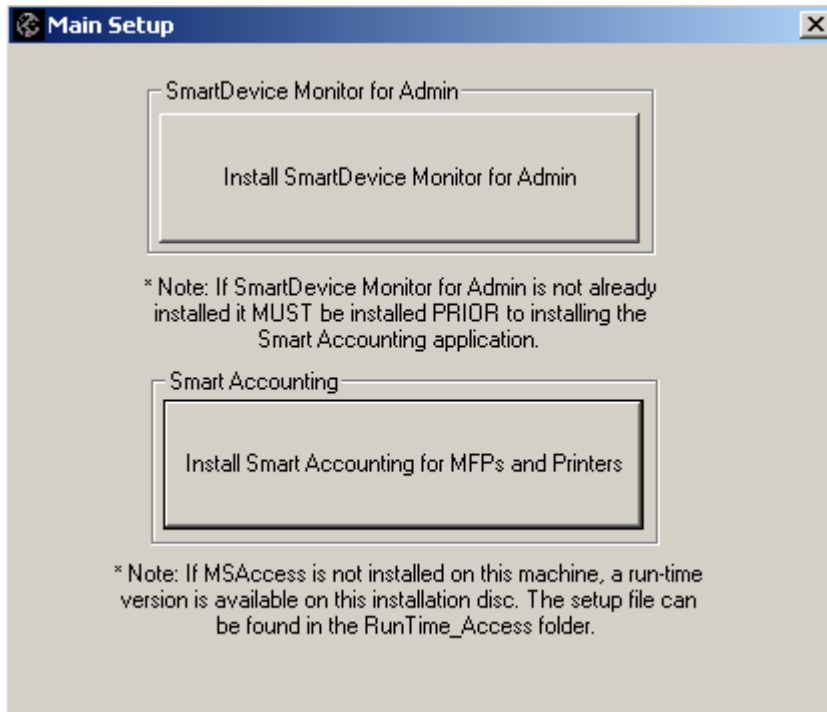 Main Setup
SmartDevice Monitor for Admin
Install SmartDevice Monitor for Admin
* Note: If SmartDevice Monitor for Admin is not already
installed it MUST be installed PRIOR to installing the
Smart Accounting application.
Smart Accounting
Install Smart Accounting for MFPs and Printers
* Note: If MSAccess is not installed on this machine, a run-time
version is available on this installation disc. The setup file can
be found in the RunTime_Access folder.